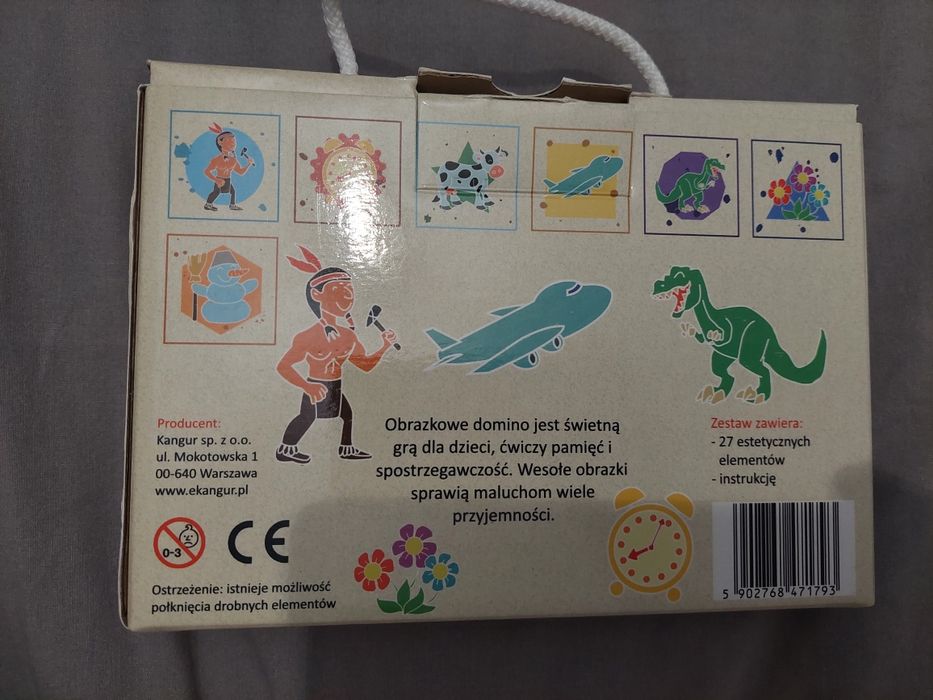 Producent:
Kangur sp. z o.o.
ul. Mokotowska 1
00-640 Warszawa
www.ekangur.pl
Obrazkowe domino jest świetną
grą dla dzieci, ćwiczy pamięć i
spostrzegawczość. Wesołe obrazki
sprawią maluchom wiele
przyjemności.
Zestaw zawiera:
- 27 estetycznych
elementów
- instrukcję
0-3
CE
Ostrzeżenie: istnieje możliwość
połknięcia drobnych elementów
5 902768 471793